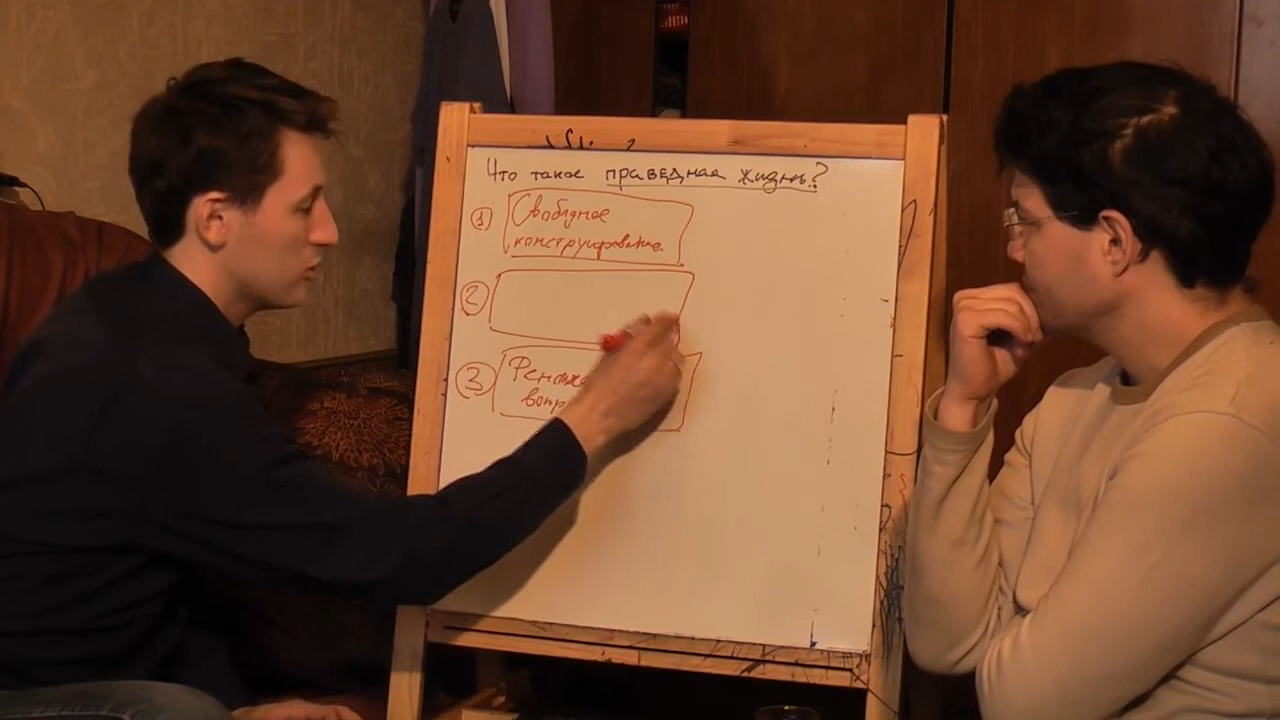 Что такое праведная жизнь?
1 Свободное
конструирование.
2
3